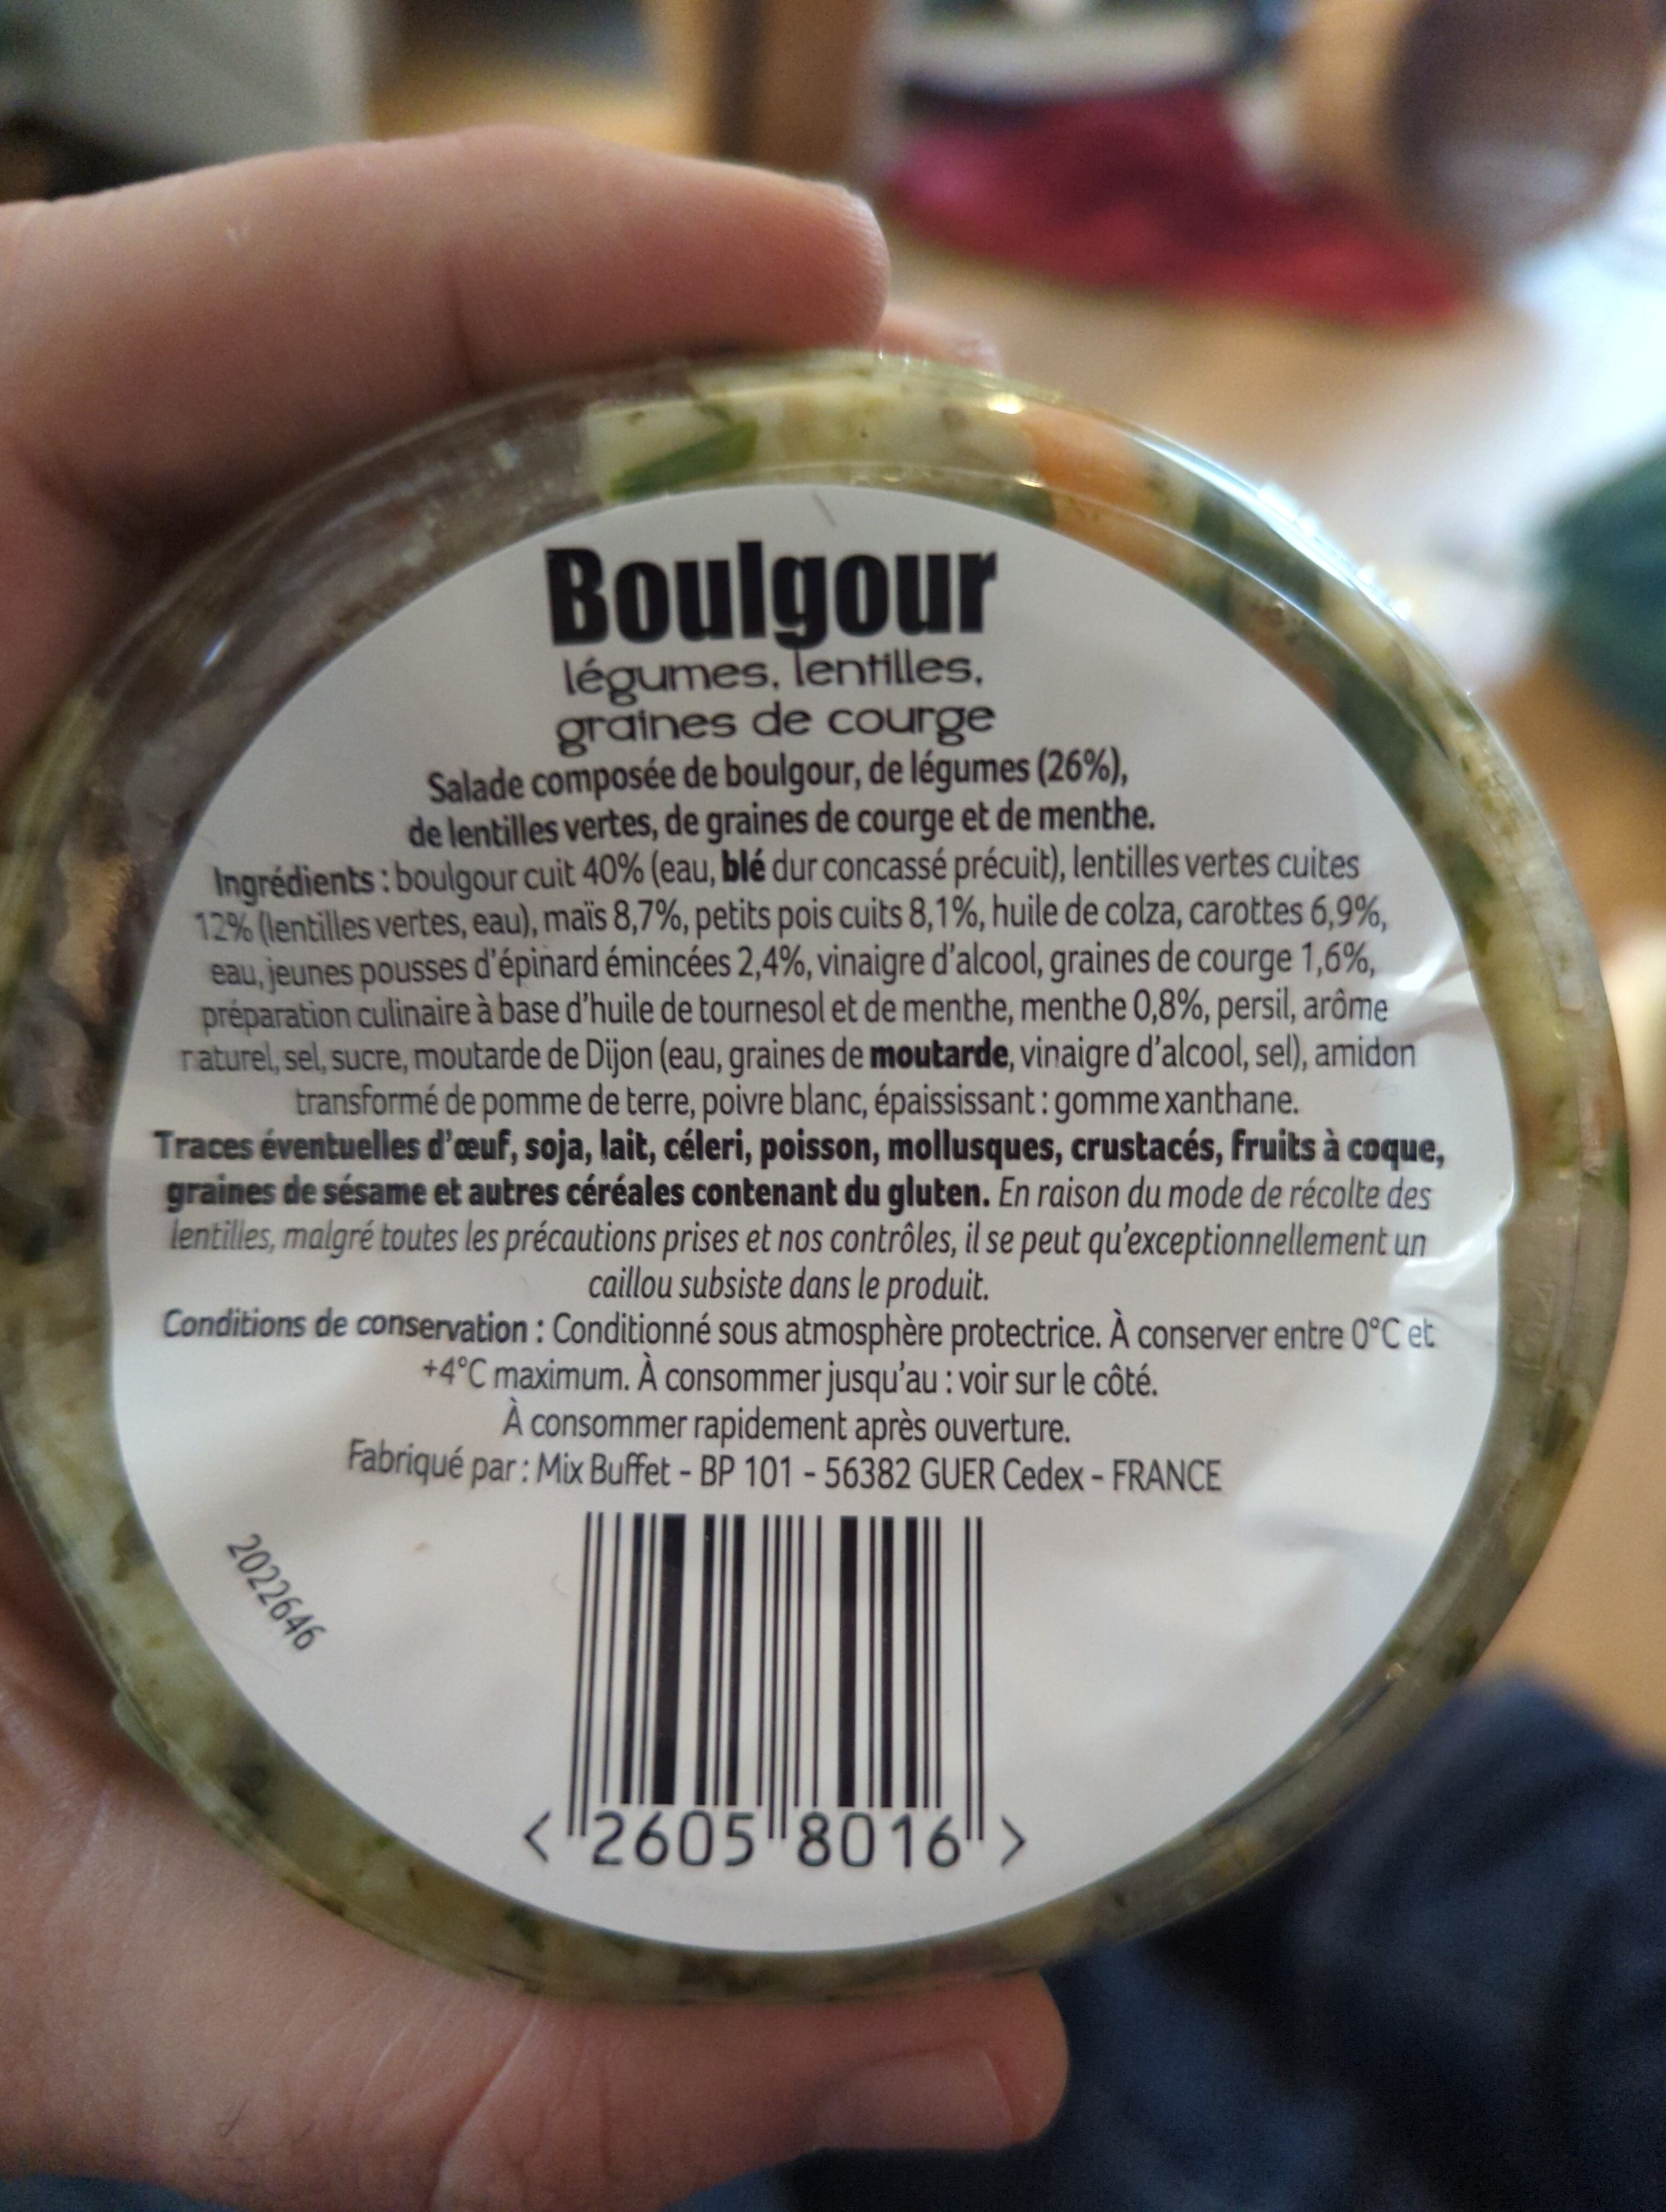 Boulgour
légumes, lentilles,
graines de courge
Salade composée de boulgour, de légumes (26%),
de lentilles vertes, de graines de courge et de menthe.
Ingrédients : boulgour cuit 40% (eau, blé dur concassé précuit), lentilles vertes cuites
12% (lentilles vertes, eau), maïs 8,7%, petits pois cuits 8,1%, huile de colza, carottes 6,9%,
eau, jeunes pousses d'épinard émincées 2,4%, vinaigre d'alcool, graines de courge 1,6%,
préparation culinaire à base d'huile de tournesol et de menthe, menthe 0,8%, persil, arôme
naturel, sel, sucre, moutarde de Dijon (eau, graines de moutarde, vinaigre d'alcool, sel), amidon
transformé de pomme de terre, poivre blanc, épaississant : gomme xanthane.
Traces éventuelles d'œuf, soja, lait, céleri, poisson, mollusques, crustacés, fruits à coque,
graines de sésame et autres céréales contenant du gluten. En raison du mode de récolte des
lentilles, malgré toutes les précautions prises et nos contrôles, il se peut qu'exceptionnellement un
caillou subsiste dans le produit.
Conditions de conservation : Conditionné sous atmosphère protectrice. À conserver entre 0°C et
+4°C maximum. À consommer jusqu'au : voir sur le côté.
À consommer rapidement après ouverture.
Fabriqué par : Mix Buffet - BP 101 - 56382 GUER Cedex - FRANCE
2022646
< 2605 8016 >